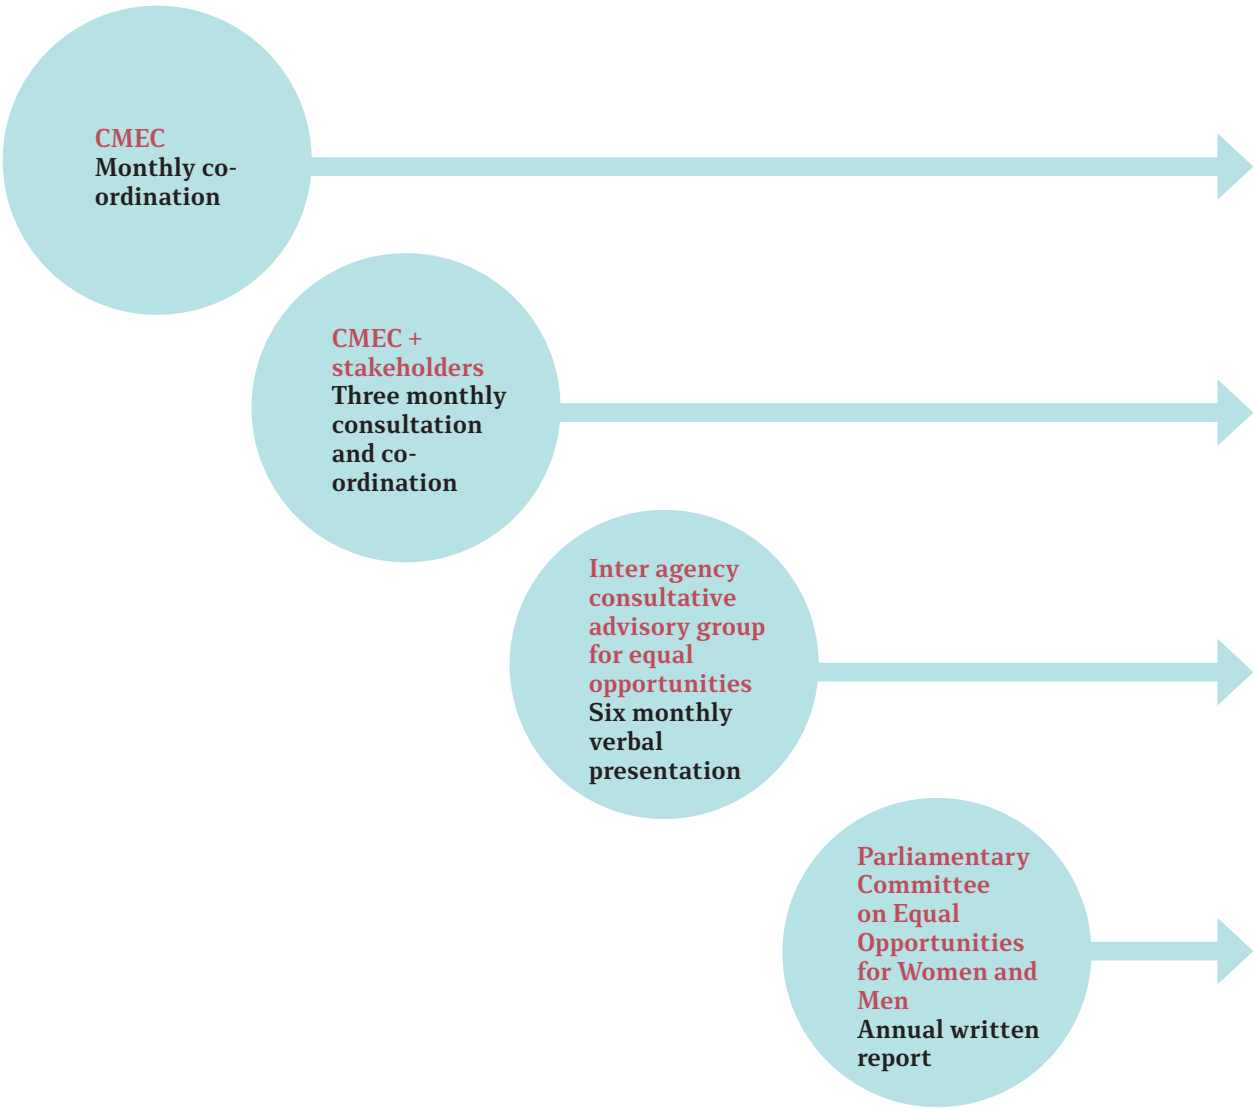 CMEC
Monthly co-
ordination
CMEC +
stakeholders
Three monthly
consultation
and co-
ordination
Inter agency
consultative
advisory group
for equal
opportunities
Six monthly
verbal
presentation
Parliamentary
Committee
on Equal
Opportunities
for Women and
Men
Annual written
report